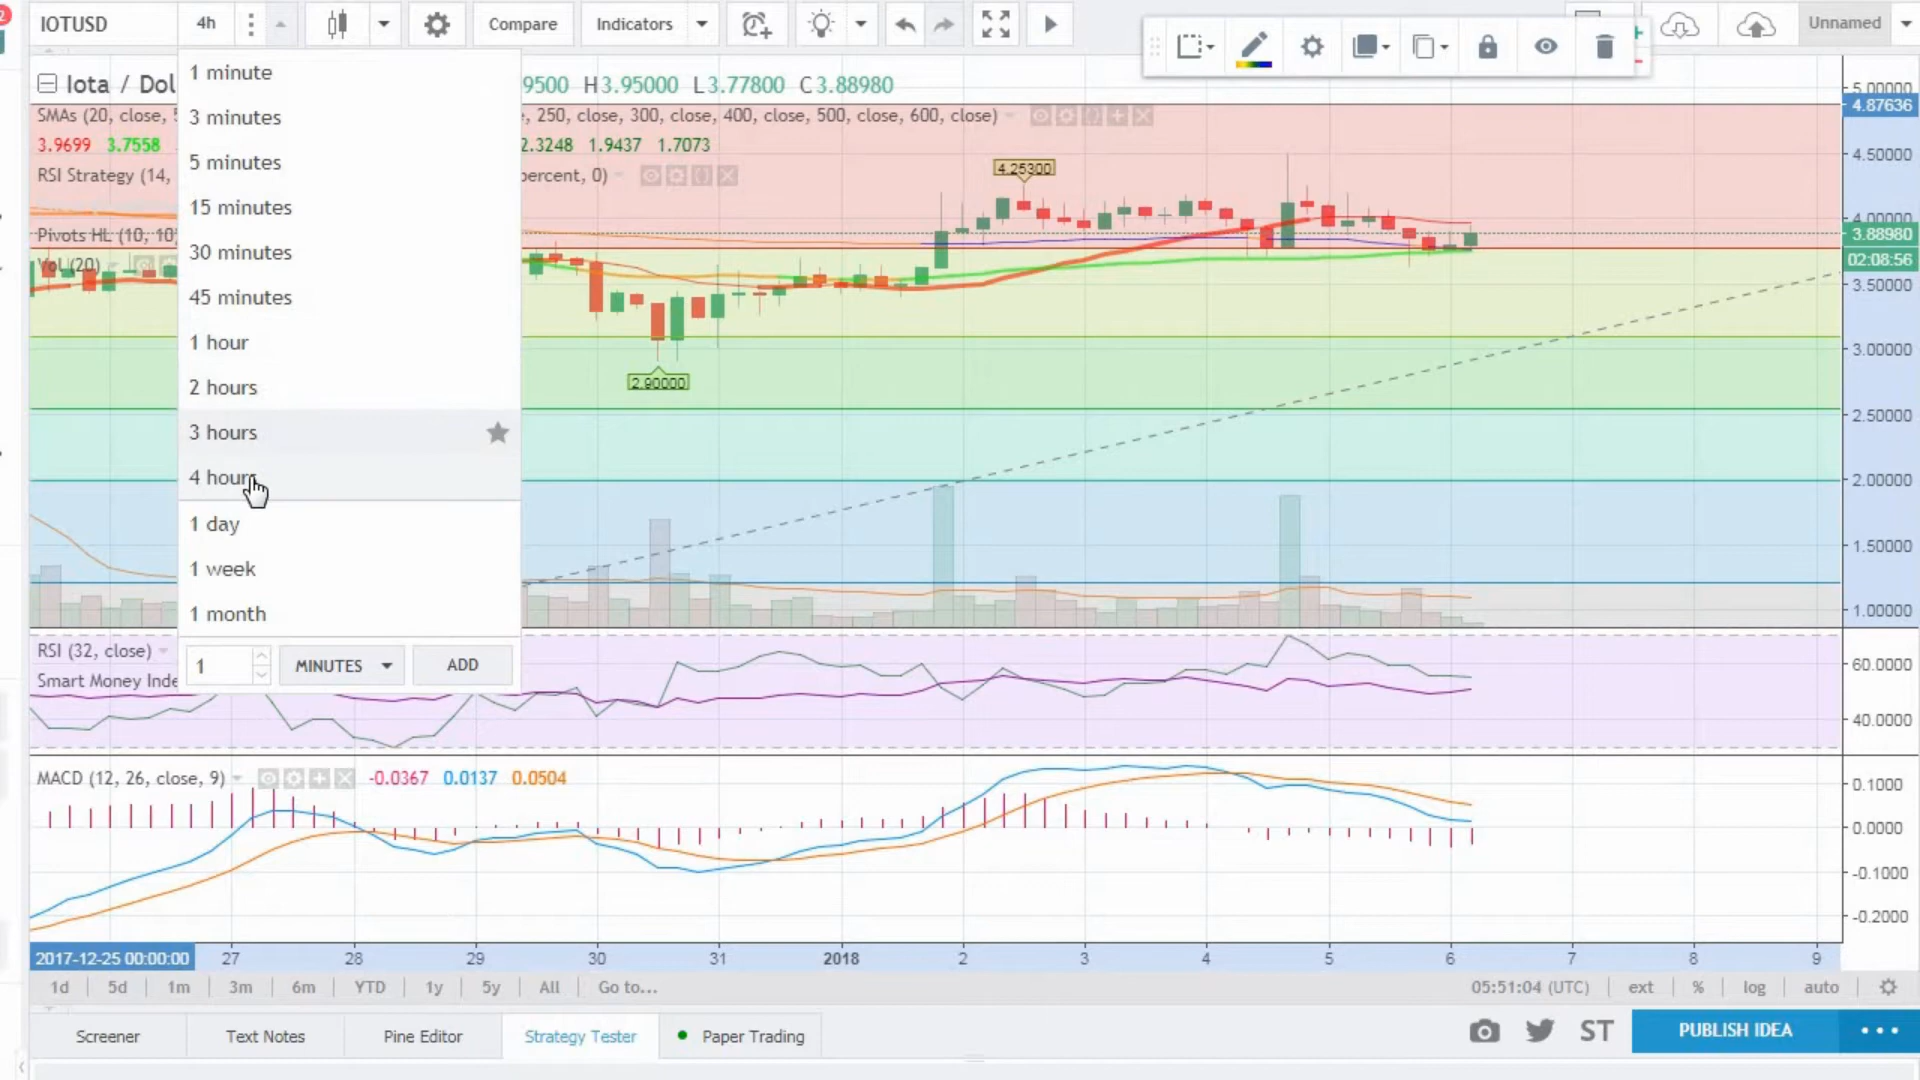 IOTUSD 4h Compare Indicators Unnamed
1 minute
3 minutes
5 minutes
15 minutes
30 minutes
45 minutes
1 hour
2 hours
3 hours
4 hours
1 day
1 week
1 month
1 MINUTES ADD
Iota / Dol 9500 H3.95000 L3.77800 C3.88980
SMAs (20, close, , 250, close, 300, close, 400, close, 500, close, 600, close)
3.9699 3.7558 2.3248 1.9437 1.7073
RSI Strategy (14, percent, 0)
Pivots HL (10, 10)
Vol (20)
4.25300
2.90000
5.00000
4.87636
4.50000
4.00000
3.88980
02:08:56
3.50000
3.00000
2.50000
2.00000
1.50000
1.00000
RSI (32, close)
Smart Money Inde
60.0000
40.0000
MACD (12, 26, close, 9) -0.0367 0.0137 0.0504
0.1000
0.0000
-0.1000
-0.2000
2017-12-25 00:00:00 27 28 29 30 31 2018 2 3 4 5 6 7 8 9
1d 5d 1m 3m 6m YTD 1y 5y All Go to... 05:51:04 (UTC) ext % log auto
Screener Text Notes Pine Editor Strategy Tester Paper Trading ST PUBLISH IDEA